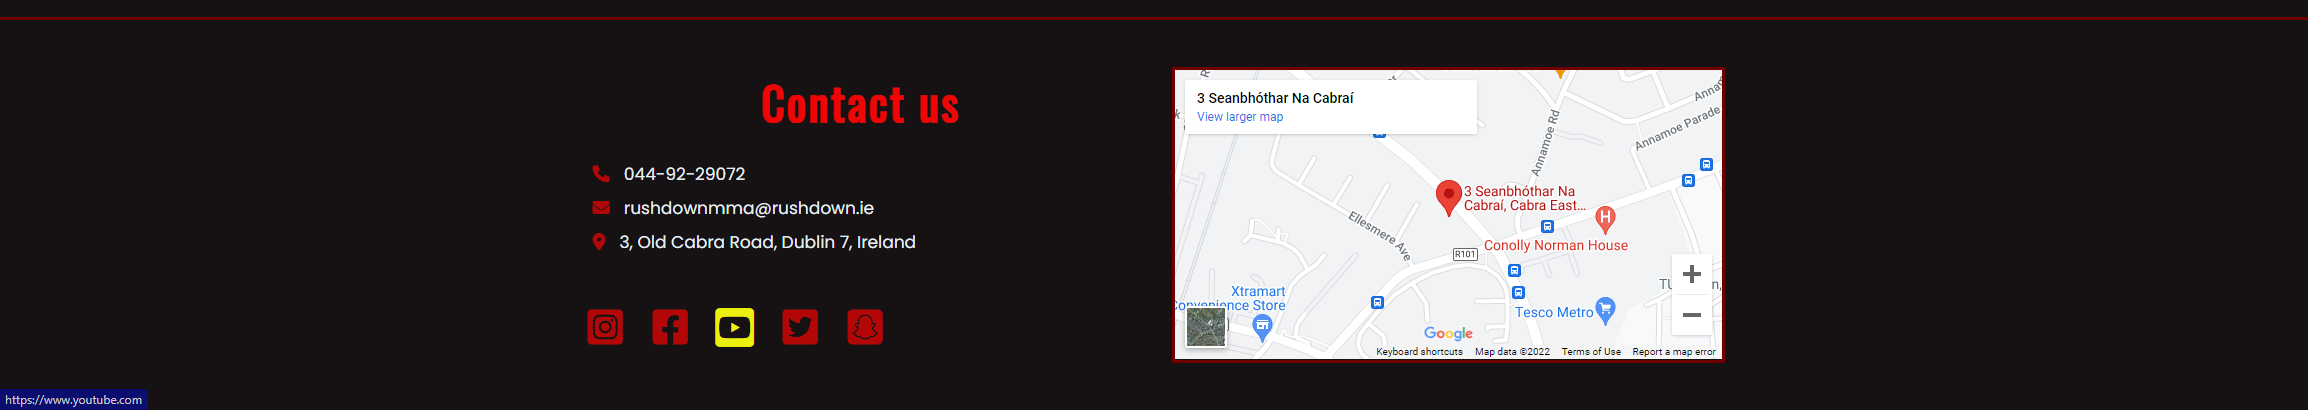 Contact us
044-92-29072
rushdownmma@rushdown.ie
3, Old Cabra Road, Dublin 7, Ireland
https://www.youtube.com
3 Seanbhóthar Na Cabraí
View larger map
Annamoe Rd
Annamoe Parade
Annam
3 Seanbhóthar Na
Cabraí, Cabra East...
H
Conolly Norman House
Ellesmere Ave
R101
Xtramart
Convenience Store
Tesco Metro
Google
Keyboard shortcuts
Map data ©2022
Terms of Use
Report a map error